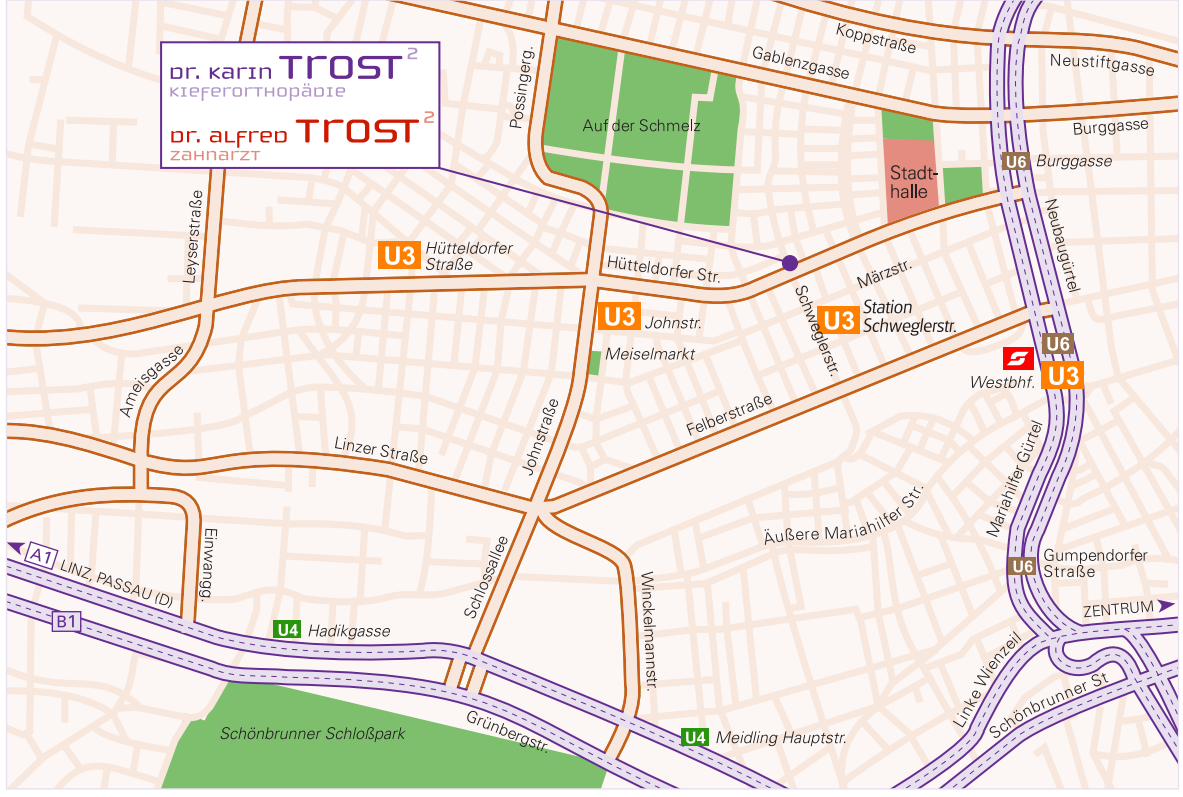 Koppstraße
Gablenzgasse
Neustiftgasse
Possingerg.
Dr. Karin TROST²
Kieferorthopädie
Dr. Alfred TROST²
Zahnarzt
Auf der Schmelz
Burggasse
U6 Burggasse
Stadt-
halle
Leyserstraße
Neubaugürtel
U3 Hütteldorfer
Straße
Hütteldorfer Str.
Märzstr.
Schweglerstr.
U3 Station
Schweglerstr.
U3 Johnstr.
Meiselmarkt
U6
Westbhf.
U3
Ameisgasse
Felberstraße
Johnstraße
Linzer Straße
Mariahilfer Gürtel
Äußere Mariahilfer Str.
Einwangg.
Schlossallee
Winckelmannstr.
U6 Gumpendorfer
Straße
A1 LINZ, PASSAU (D)
B1
ZENTRUM
U4 Hadikgasse
Linke Wienzeil
Schönbrunner St
Grünbergstr.
Schönbrunner Schloßpark
U4 Meidling Hauptstr.